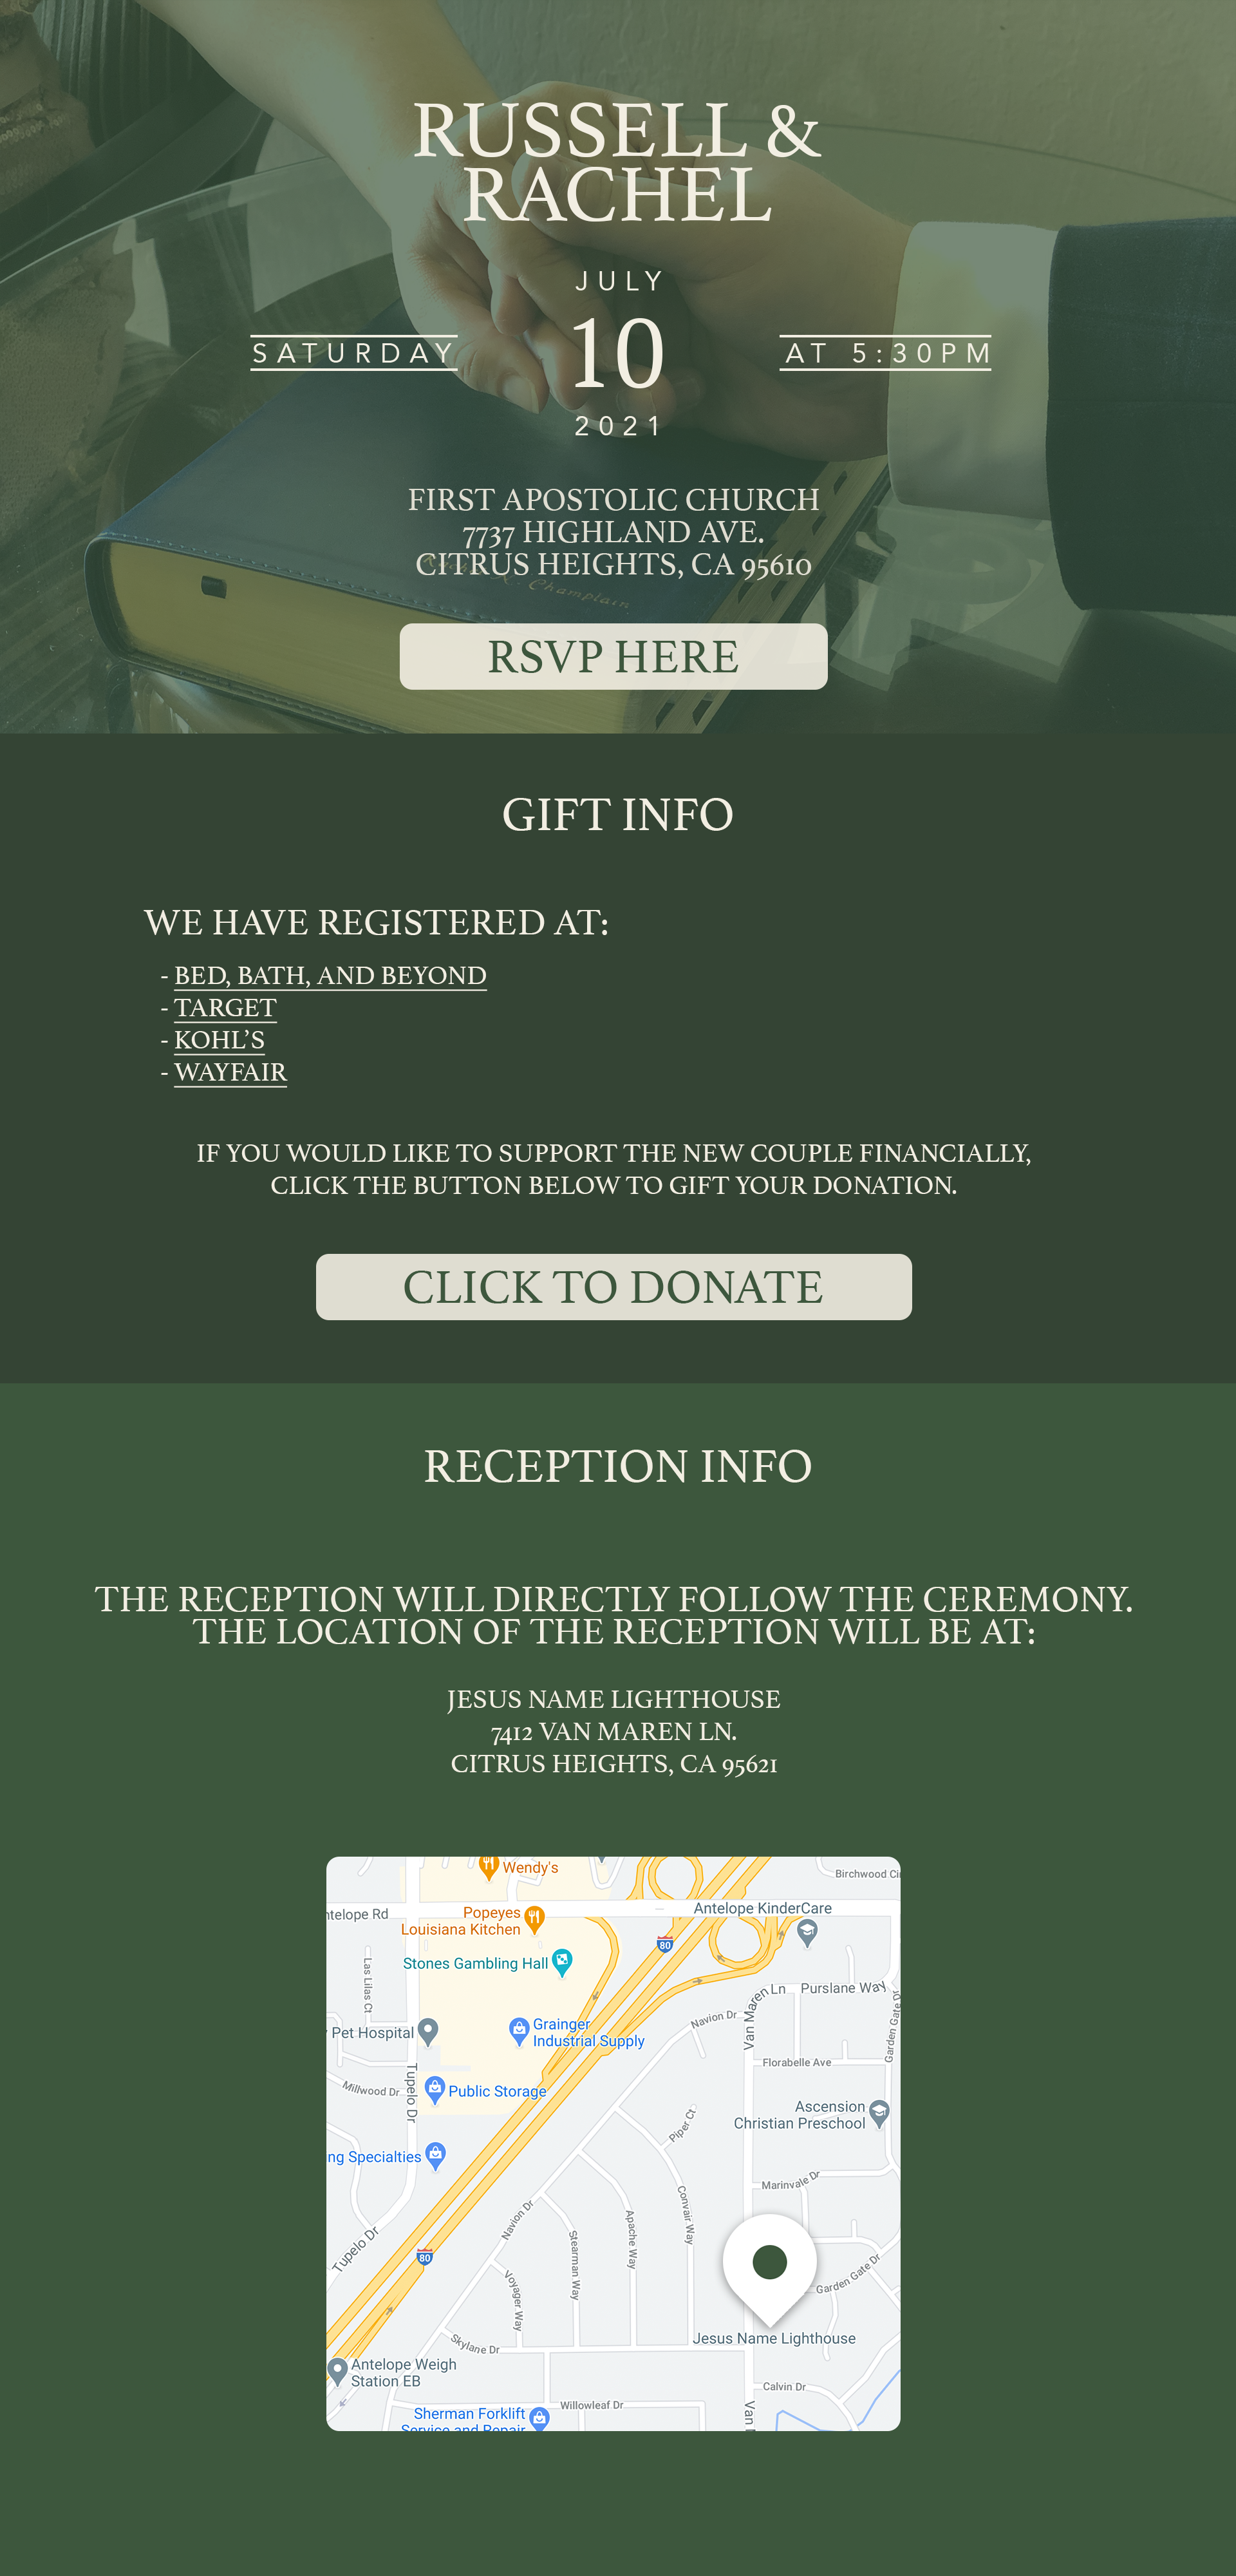 RUSSELL &
RACHEL
JULY
SATURDAY
10
AT 5:30PM
2021
FIRST APOSTOLIC CHURCH
7737 HIGHLAND AVE.
CITRUS HEIGHTS, CA 95610
Champlain
RSVP HERE
GIFT INFO
WE HAVE REGISTERED AT:
- BED, BATH, AND BEYOND
- TARGET
- KOHL’S
- WAYFAIR
IF YOU WOULD LIKE TO SUPPORT THE NEW COUPLE FINANCIALLY,
CLICK THE BUTTON BELOW TO GIFT YOUR DONATION.
CLICK TO DONATE
RECEPTION INFO
THE RECEPTION WILL DIRECTLY FOLLOW THE CEREMONY.
THE LOCATION OF THE RECEPTION WILL BE AT:
JESUS NAME LIGHTHOUSE
7412 VAN MAREN LN.
CITRUS HEIGHTS, CA 95621
Wendy's
Birchwood Cir
ntelope Rd
Popeyes
Louisiana Kitchen
Antelope KinderCare
80
Stones Gambling Hall
Las Lilas Ct
Van Maren Ln
Purslane Way
Garden Gate Dr
Navion Dr
Pet Hospital
Grainger
Industrial Supply
Florabelle Ave
Millwood Dr
Tupelo Dr
Public Storage
Ascension
Christian Preschool
Piper Ct
ng Specialties
Marinvale Dr
Navion Dr
Convair Way
Apache Way
Stearman Way
Tupelo Dr
80
Voyager Way
Garden Gate Dr
Jesus Name Lighthouse
Skylane Dr
Antelope Weigh
Station EB
Calvin Dr
Willowleaf Dr
Van
Sherman Forklift
Service and Repair